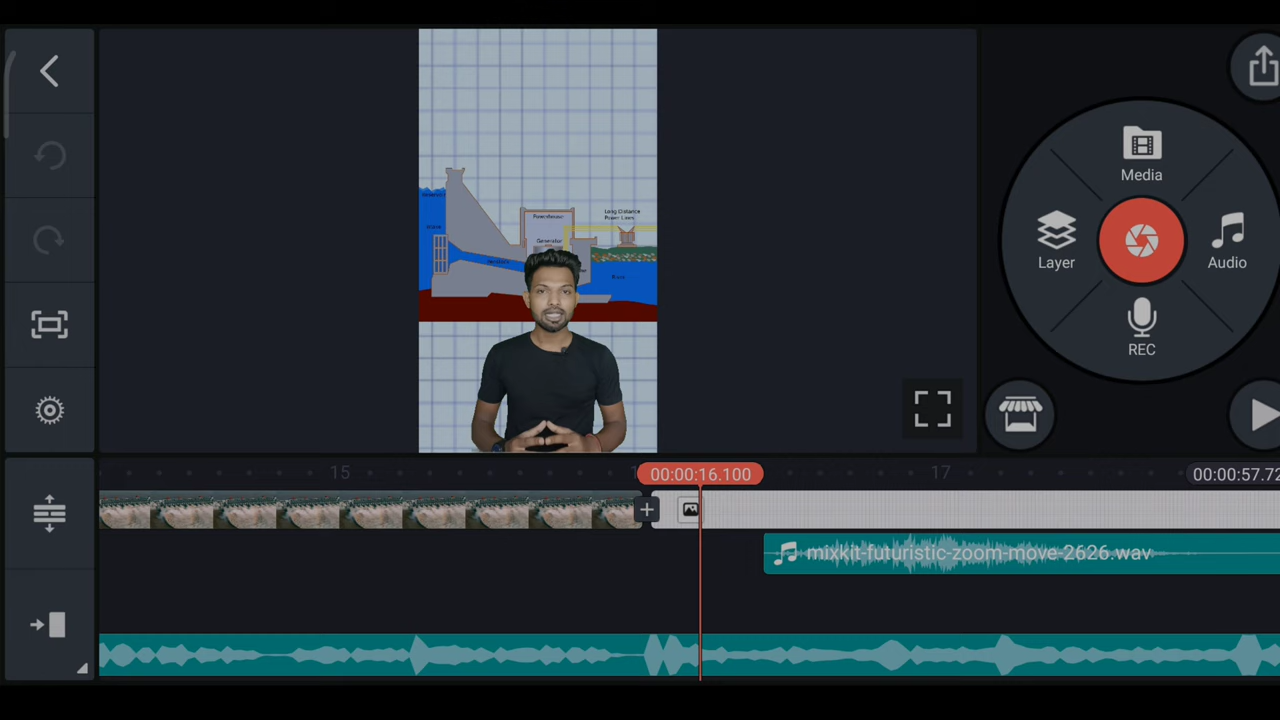 Media
Layer
Audio
REC
Powerhouse
Generator
Long Distance
Power Lines
15
00:00:16.100
17
00:00:57.72
mixkit-futuristic-zoom-move-2626.wav